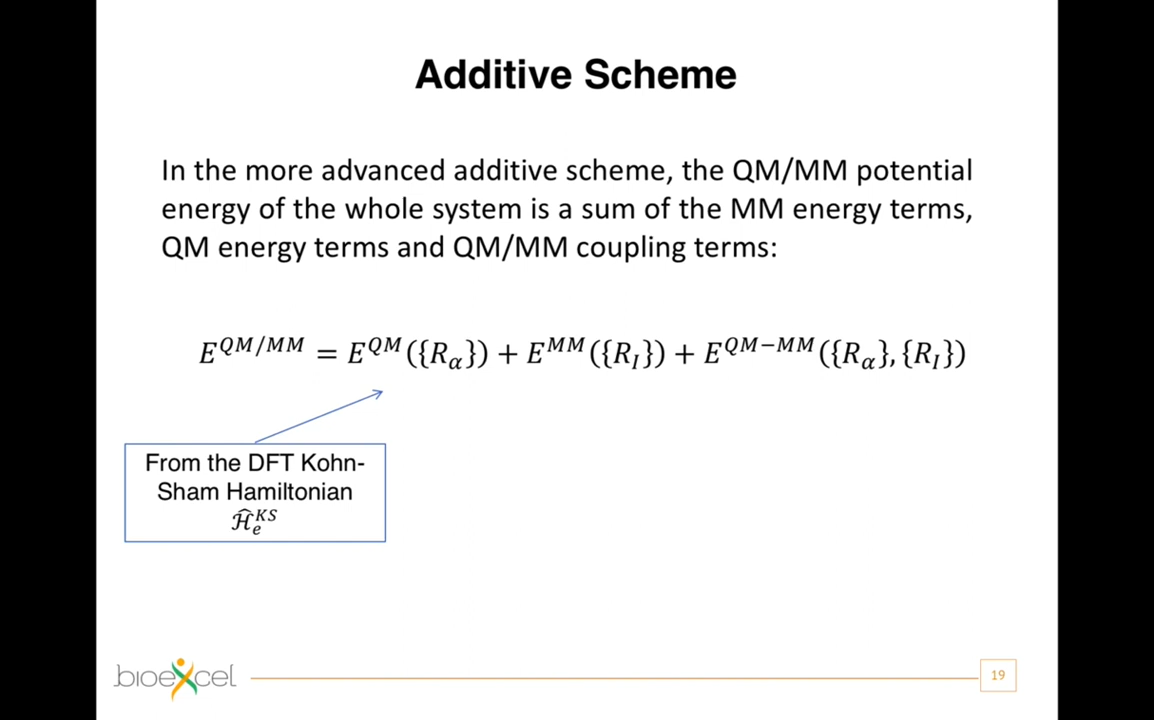 Additive Scheme
In the more advanced additive scheme, the QM/MM potential
energy of the whole system is a sum of the MM energy terms,
QM energy terms and QM/MM coupling terms:
E^{QM/MM} = E^{QM}({R_α}) + E^{MM}({R_I}) + E^{QM−MM}({R_α}, {R_I})
From the DFT Kohn-
Sham Hamiltonian
Ĥ_e^{KS}
bioexcel
19